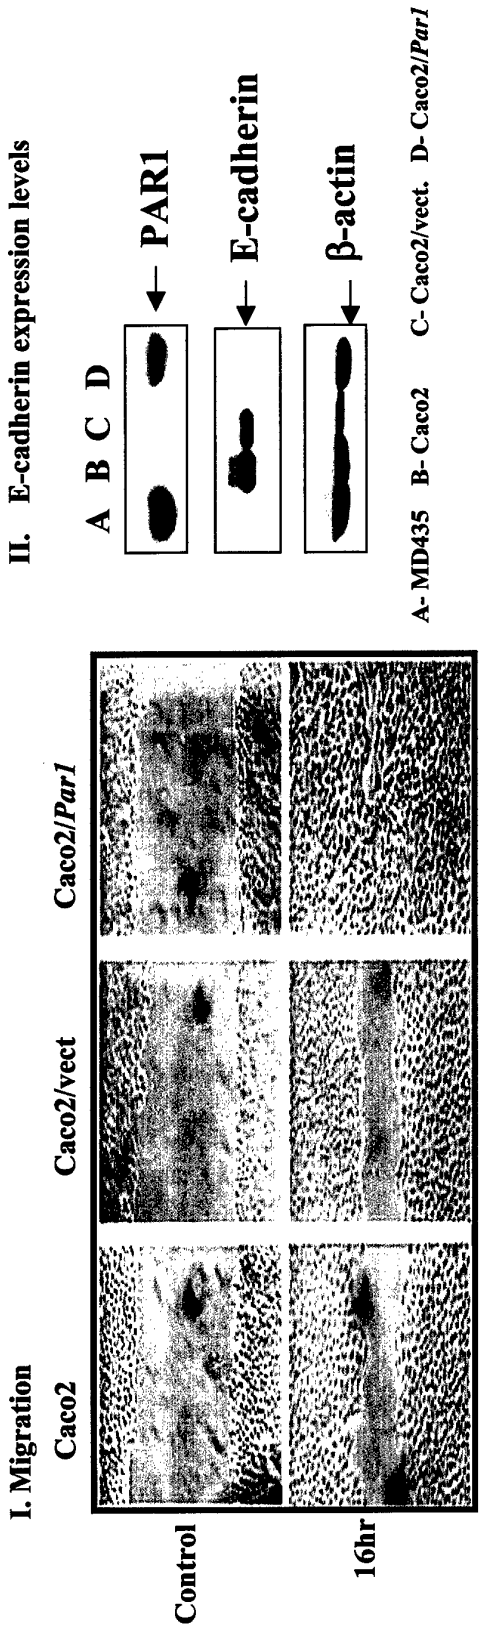 I. Migration
Caco2 Caco2/vect Caco2/Par1
Control
16hr
II. E-cadherin expression levels
A B C D
PAR1
E-cadherin
β-actin
A- MD435 B- Caco2 C- Caco2/vect. D- Caco2/Par1